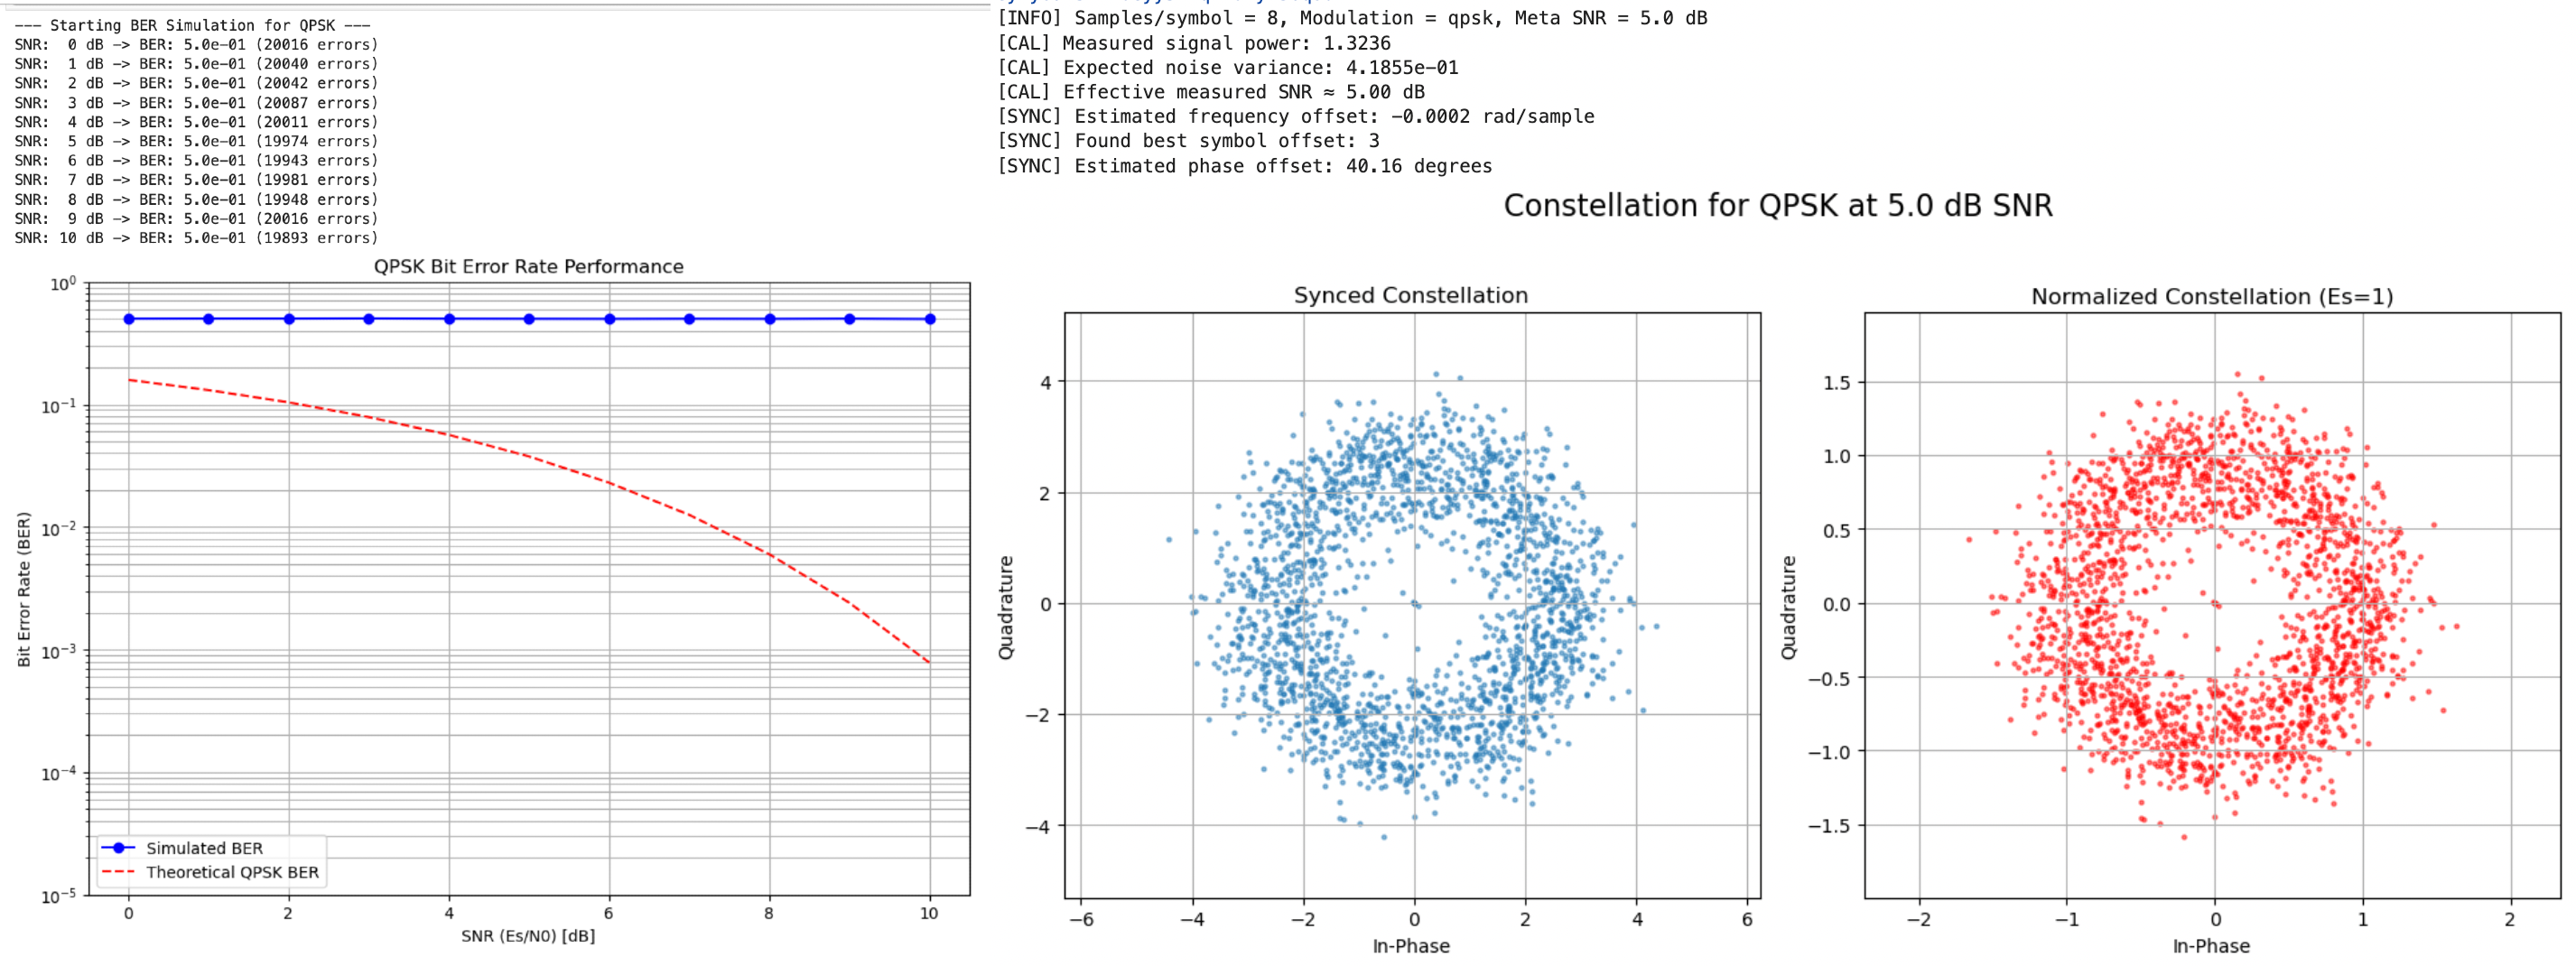 --- Starting BER Simulation for QPSK ---
SNR:  0 dB -> BER: 5.0e-01 (20016 errors)
SNR:  1 dB -> BER: 5.0e-01 (20040 errors)
SNR:  2 dB -> BER: 5.0e-01 (20042 errors)
SNR:  3 dB -> BER: 5.0e-01 (20087 errors)
SNR:  4 dB -> BER: 5.0e-01 (20011 errors)
SNR:  5 dB -> BER: 5.0e-01 (19974 errors)
SNR:  6 dB -> BER: 5.0e-01 (19943 errors)
SNR:  7 dB -> BER: 5.0e-01 (19981 errors)
SNR:  8 dB -> BER: 5.0e-01 (19948 errors)
SNR:  9 dB -> BER: 5.0e-01 (20016 errors)
SNR: 10 dB -> BER: 5.0e-01 (19893 errors)
QPSK Bit Error Rate Performance
10⁰
10⁻¹
10⁻²
10⁻³
10⁻⁴
10⁻⁵
Bit Error Rate (BER)
Simulated BER
Theoretical QPSK BER
0 2 4 6 8 10
SNR (Es/N0) [dB]
[INFO] Samples/symbol = 8, Modulation = qpsk, Meta SNR = 5.0 dB
[CAL] Measured signal power: 1.3236
[CAL] Expected noise variance: 4.1855e-01
[CAL] Effective measured SNR ≈ 5.00 dB
[SYNC] Estimated frequency offset: -0.0002 rad/sample
[SYNC] Found best symbol offset: 3
[SYNC] Estimated phase offset: 40.16 degrees
Constellation for QPSK at 5.0 dB SNR
Synced Constellation
4
2
0
−2
−4
Quadrature
−6 −4 −2 0 2 4 6
In-Phase
Normalized Constellation (Es=1)
1.5
1.0
0.5
0.0
−0.5
−1.0
−1.5
Quadrature
−2 −1 0 1 2
In-Phase